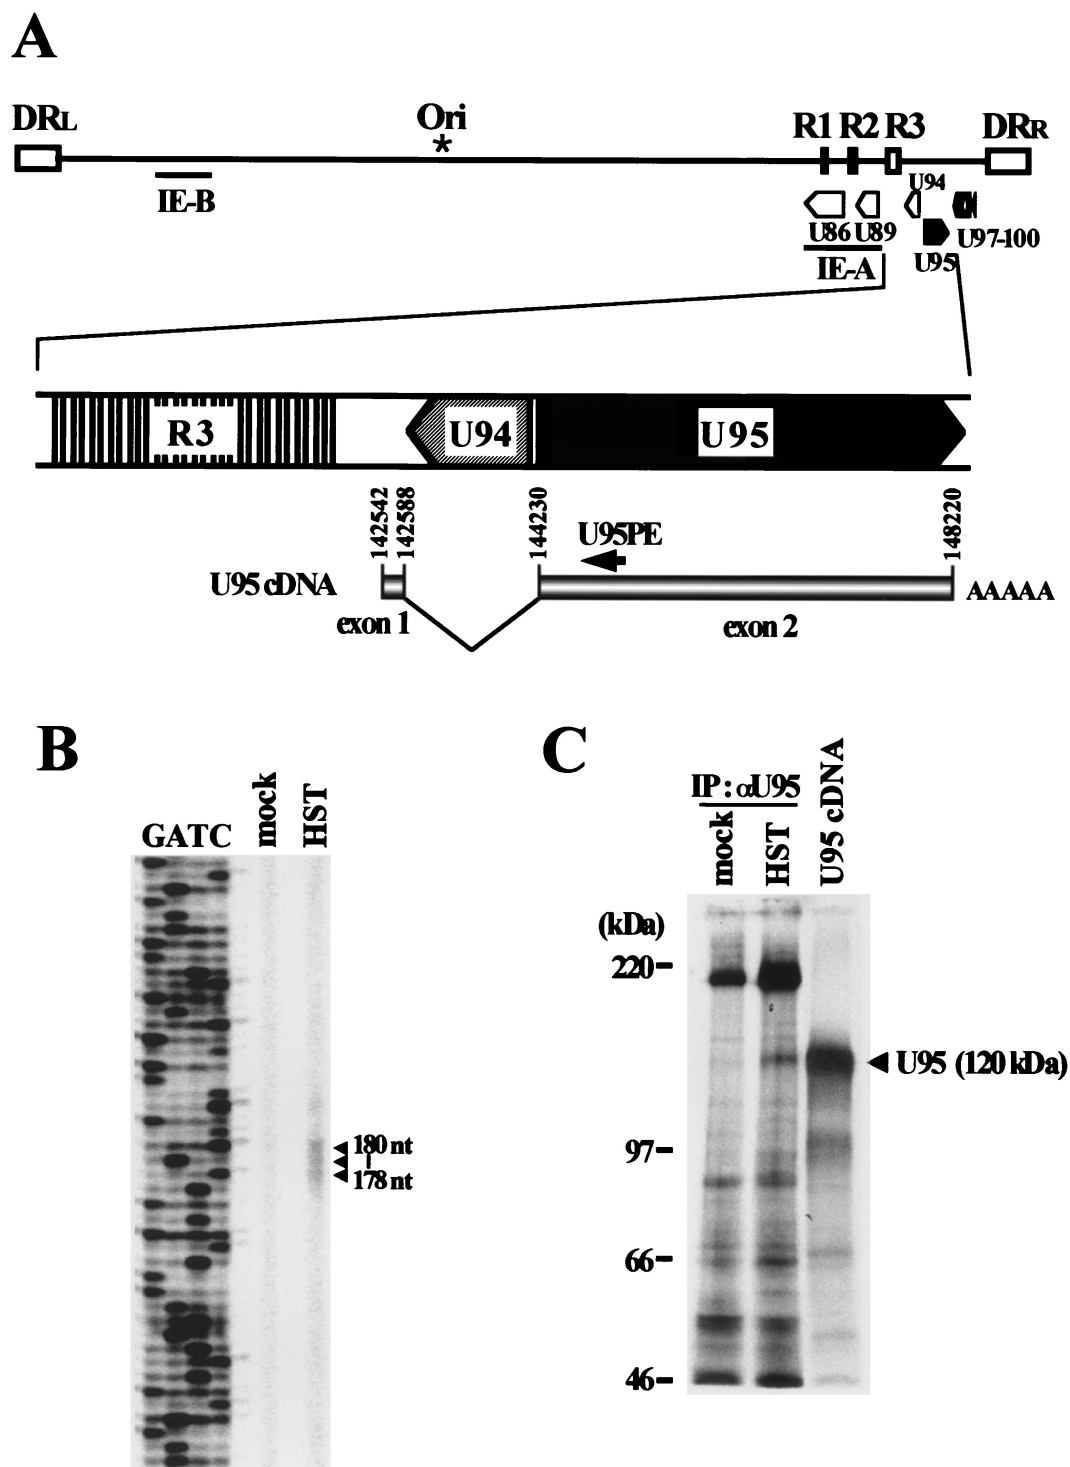 A
DRL Ori R1 R2 R3 DRR
*
IE-B
U94
U86 U89 U97-100
U95
IE-A
R3 U94 U95
142542 142588 144230 148220
U95PE
U95 cDNA AAAAA
exon 1 exon 2
B
GATC mock HST
180 nt
178 nt
C
IP : αU95
mock HST U95 cDNA
(kDa)
220
U95 (120 kDa)
97
66
46